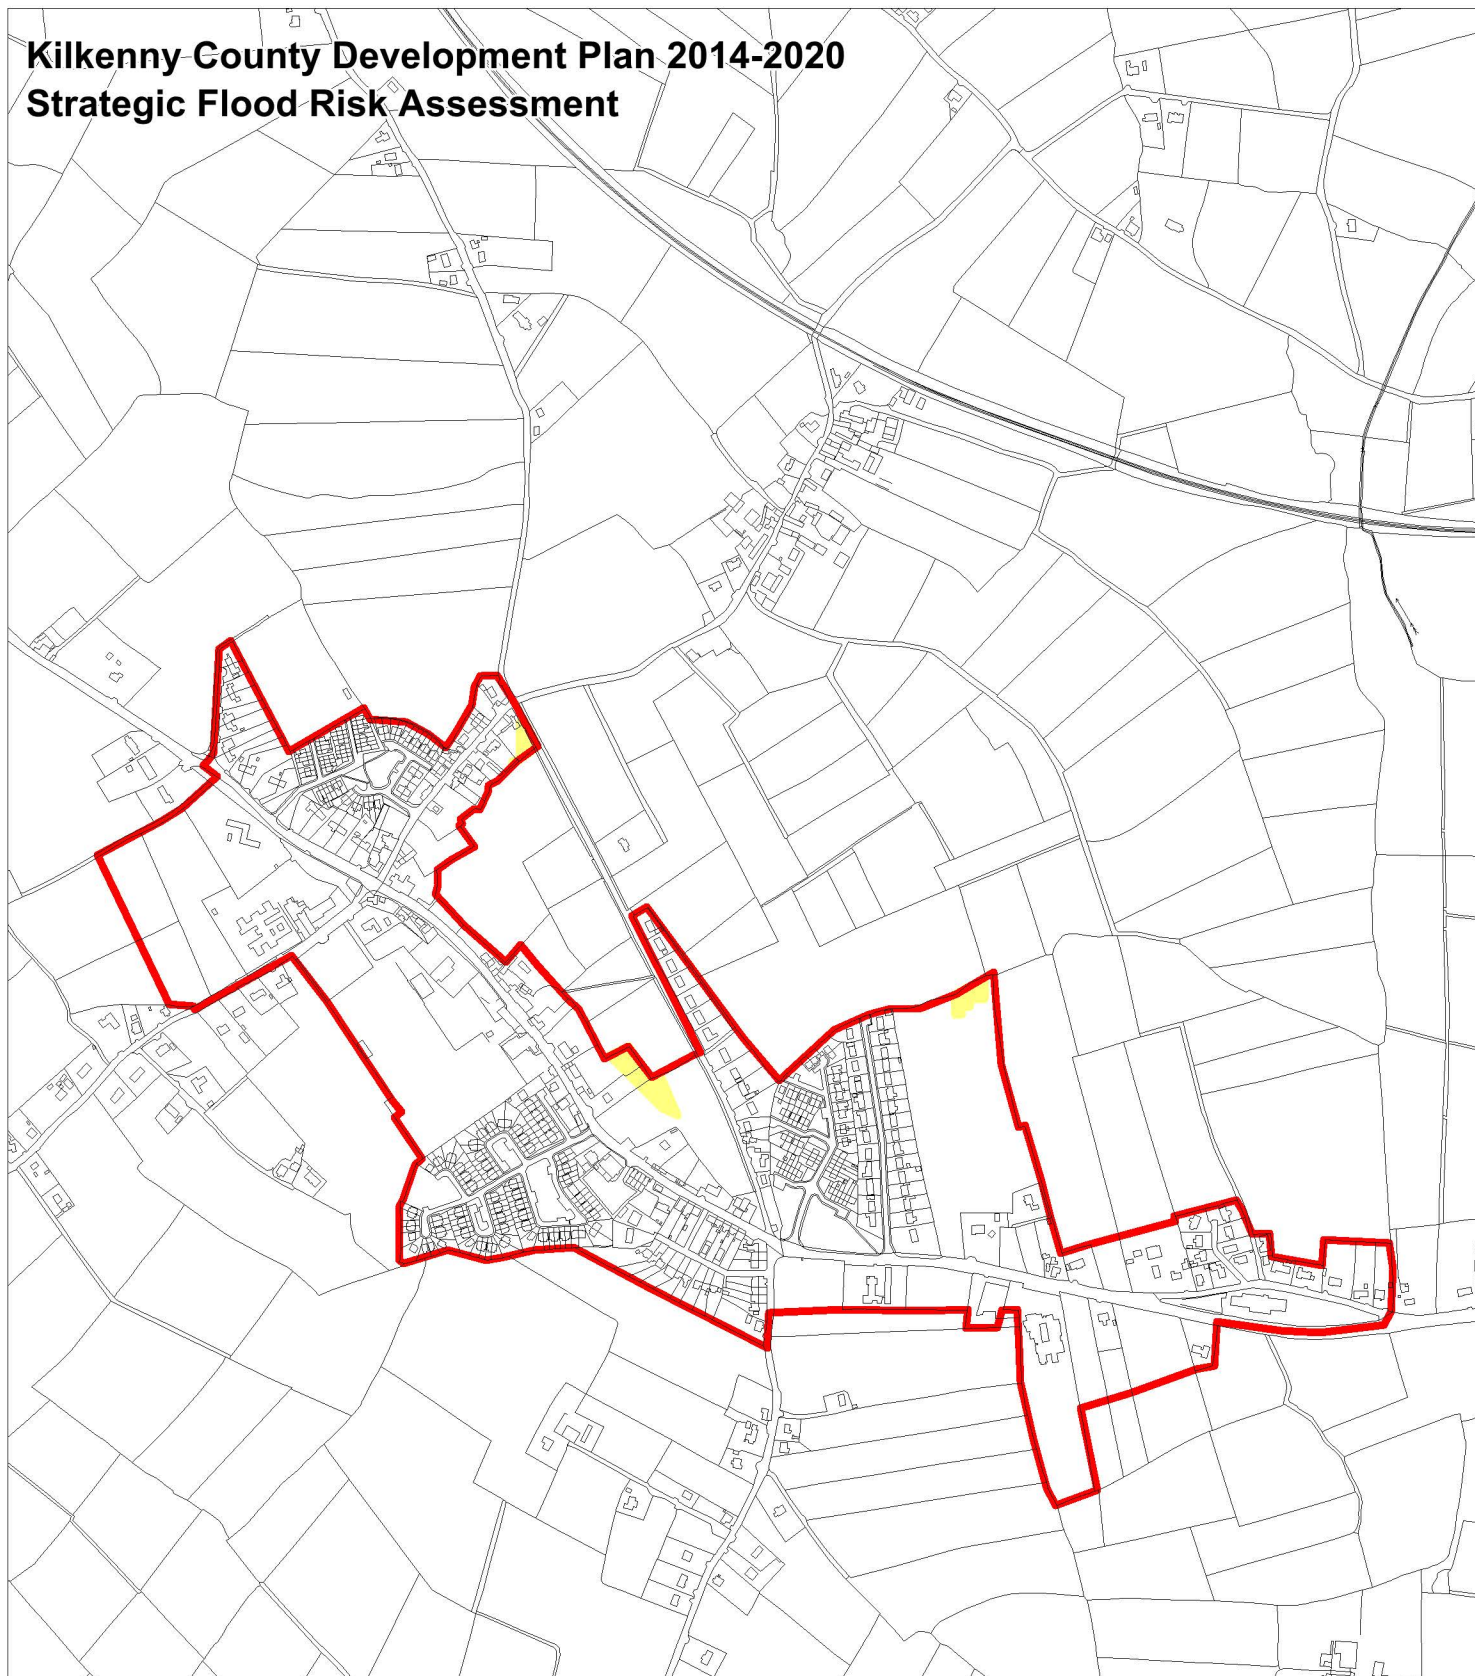 Kilkenny County Development Plan 2014-2020
Strategic Flood Risk Assessment